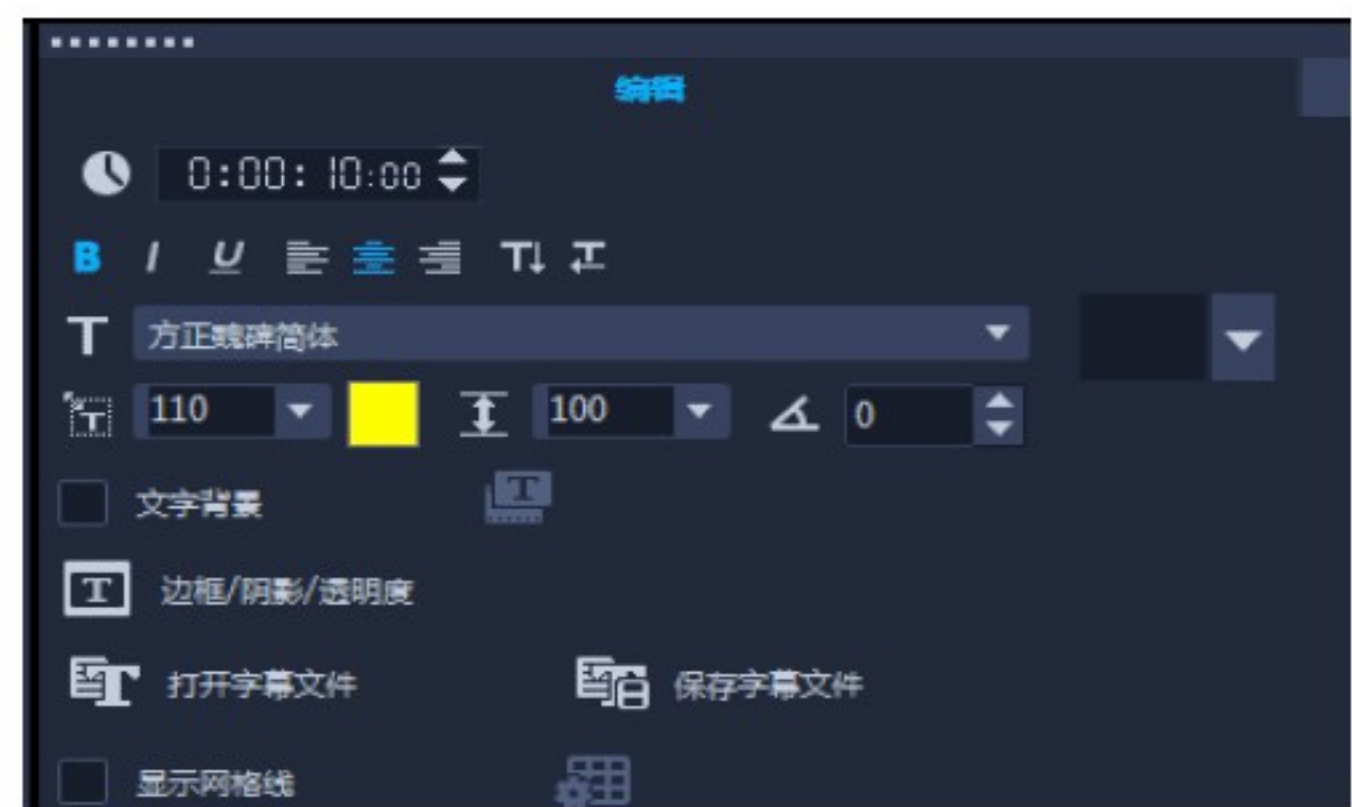 编辑
0:00:10:00
B I U T T
T 方正魏碑简体
T 110 100 0
文字背景 T
T 边框/阴影/透明度
T 打开字幕文件 保存字幕文件
显示网格线